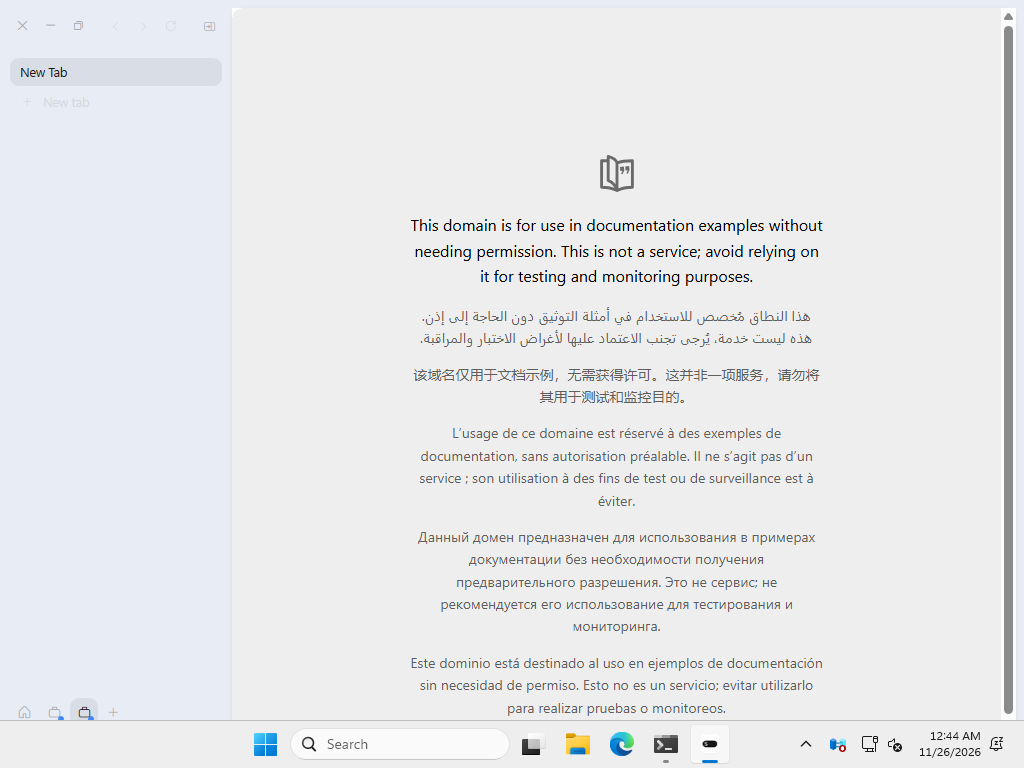 New Tab
New tab
This domain is for use in documentation examples without
needing permission. This is not a service; avoid relying on
it for testing and monitoring purposes.
هذا النطاق مُخصص للاستخدام في أمثلة التوثيق دون الحاجة إلى إذن.
هذه ليست خدمة، يُرجى تجنب الاعتماد عليها لأغراض الاختبار والمراقبة.
该域名仅用于文档示例，无需获得许可。这并非一项服务，请勿将
其用于测试和监控目的。
L’usage de ce domaine est réservé à des exemples de
documentation, sans autorisation préalable. Il ne s’agit pas d’un
service ; son utilisation à des fins de test ou de surveillance est à
éviter.
Данный домен предназначен для использования в примерах
документации без необходимости получения
предварительного разрешения. Это не сервис; не
рекомендуется его использование для тестирования и
мониторинга.
Este dominio está destinado al uso en ejemplos de documentación
sin necesidad de permiso. Esto no es un servicio; evitar utilizarlo
para realizar pruebas o monitoreos.
Search
12:44 AM
11/26/2026